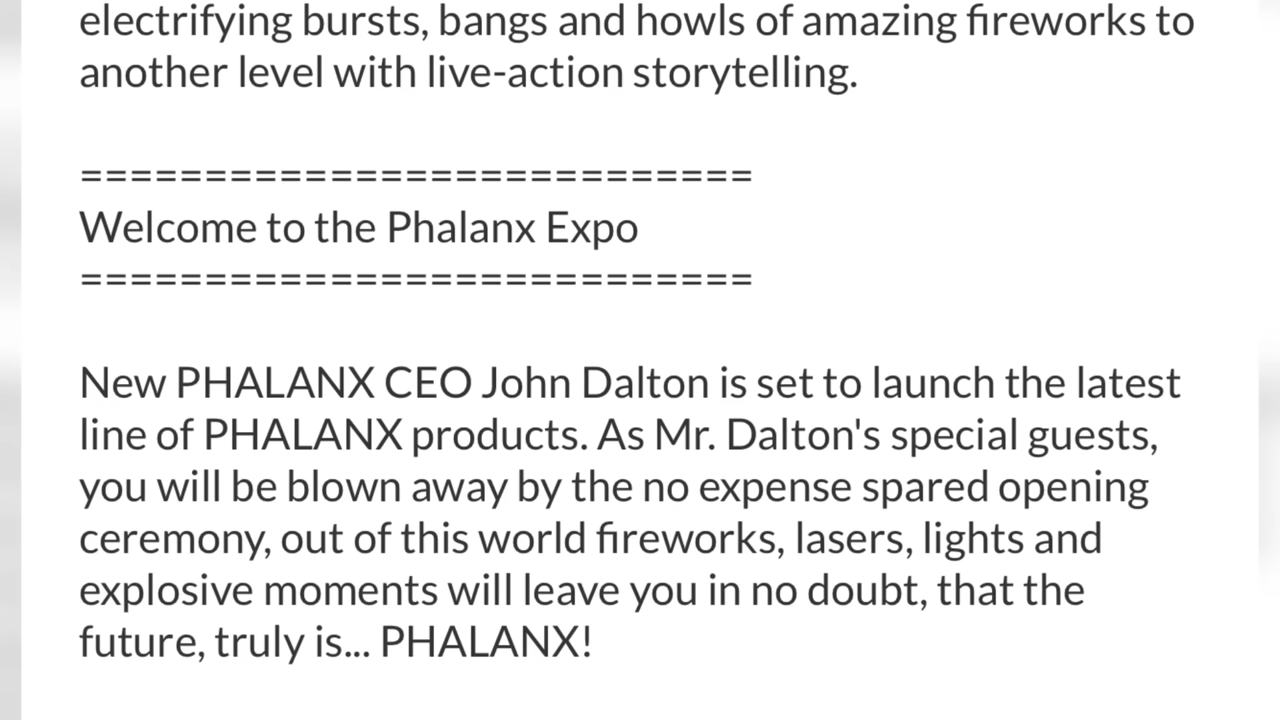 electrifying bursts, bangs and howls of amazing fireworks to
another level with live-action storytelling.
===========================
Welcome to the Phalanx Expo
===========================
New PHALANX CEO John Dalton is set to launch the latest
line of PHALANX products. As Mr. Dalton's special guests,
you will be blown away by the no expense spared opening
ceremony, out of this world fireworks, lasers, lights and
explosive moments will leave you in no doubt, that the
future, truly is... PHALANX!